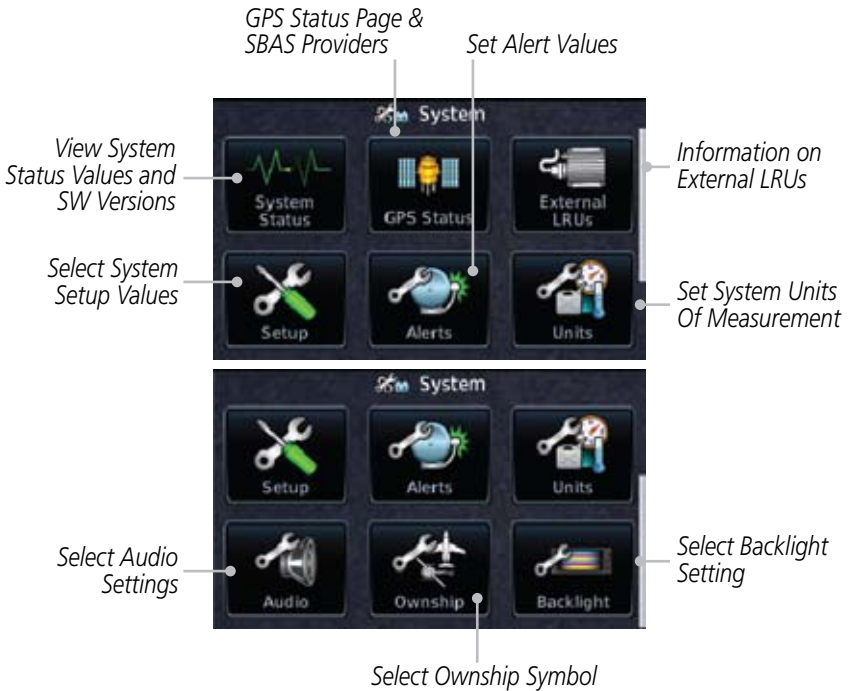 GPS Status Page &
SBAS Providers
Set Alert Values
System
View System
Status Values and
SW Versions
System
Status
GPS Status
External
LRUs
Information on
External LRUs
Select System
Setup Values
Setup
Alerts
Units
Set System Units
Of Measurement
System
Setup
Alerts
Units
Select Audio
Settings
Audio
Ownship
Backlight
Select Backlight
Setting
Select Ownship Symbol